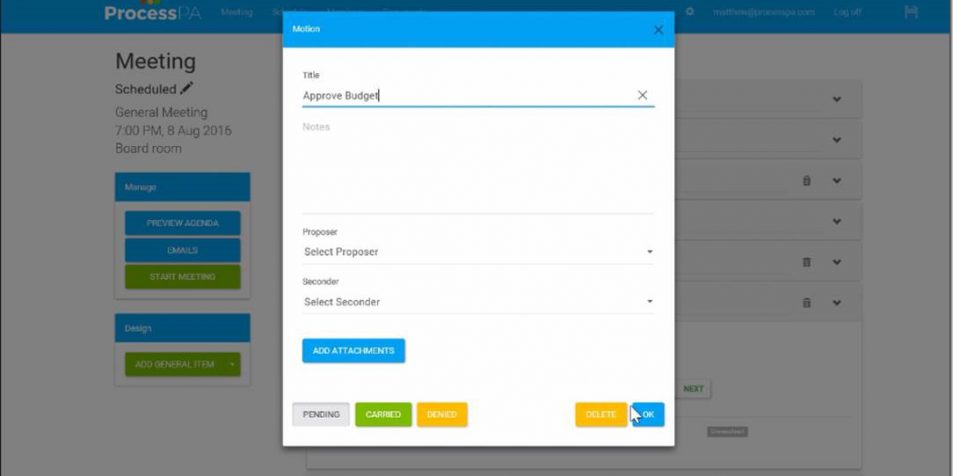 ProcessPA
Meeting
matthew@processpa.com
Log off
Meeting
Scheduled
General Meeting
7:00 PM, 8 Aug 2016
Board room
Manage
PREVIEW AGENDA
EMAILS
START MEETING
Design
ADD GENERAL ITEM
Motion
Title
Approve Budget
Notes
Proposer
Select Proposer
Seconder
Select Seconder
ADD ATTACHMENTS
PENDING
CARRIED
DENIED
DELETE
OK
NEXT